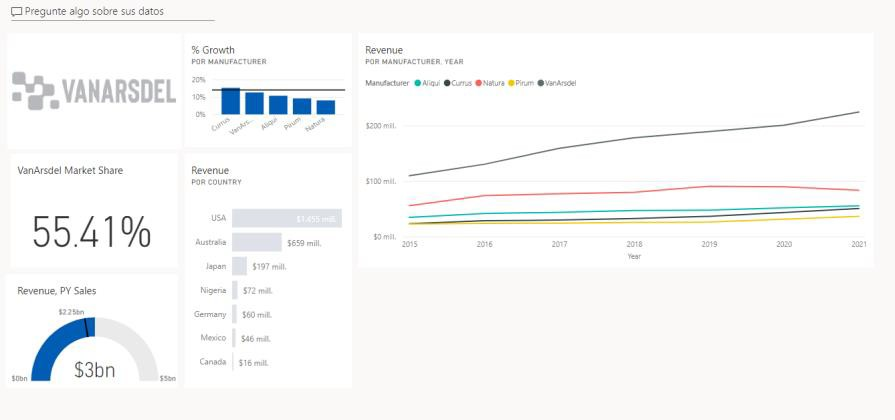 Pregunte algo sobre sus datos
VANARSDEL
% Growth
POR MANUFACTURER
20%
10%
0%
Currus
VanArs...
Aliqui
Pirum
Natura
Revenue
POR MANUFACTURER, YEAR
Manufacturer Aliqui Currus Natura Pirum VanArsdel
$200 mill.
$100 mill.
$0 mill.
2015 2016 2017 2018 2019 2020 2021
Year
VanArsdel Market Share
55.41%
Revenue
POR COUNTRY
USA $1.455 mill.
Australia $659 mill.
Japan $197 mill.
Nigeria $72 mill.
Germany $60 mill.
Mexico $46 mill.
Canada $16 mill.
Revenue, PY Sales
$2.25bn
$3bn
$0bn $5bn